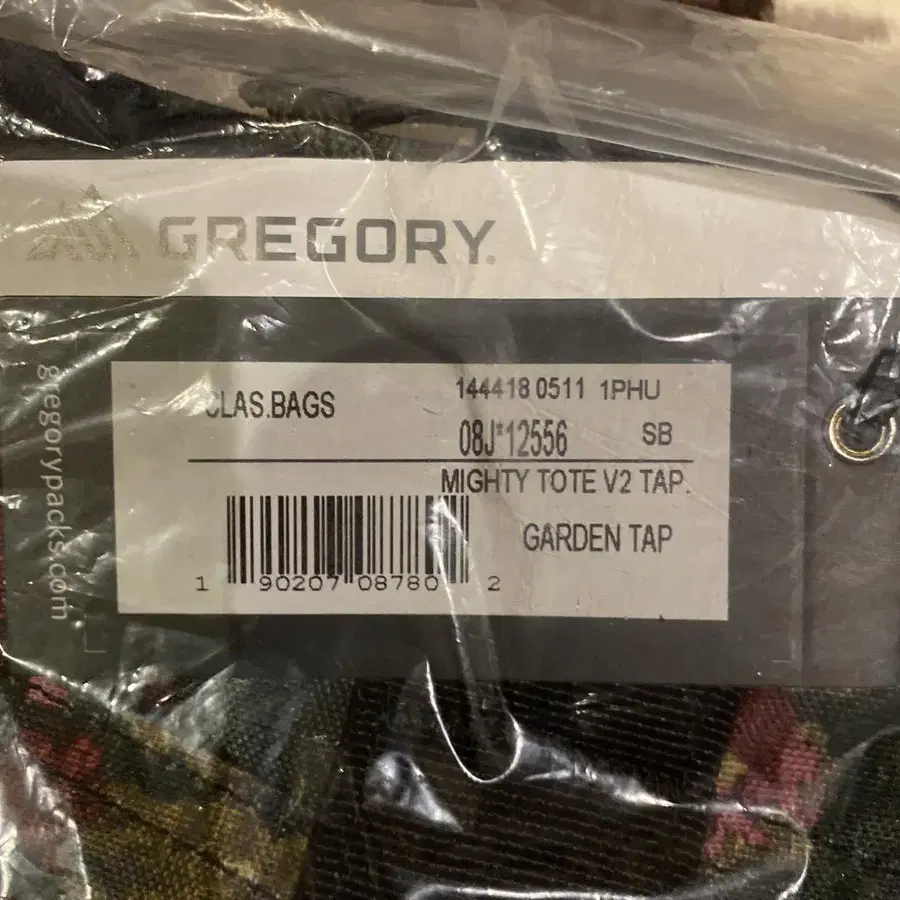 GREGORY.
gregorypacks.com
CLAS.BAGS
144418 0511 1PHU
08J*12556 SB
MIGHTY TOTE V2 TAP.
GARDEN TAP
1 90207 08780 2